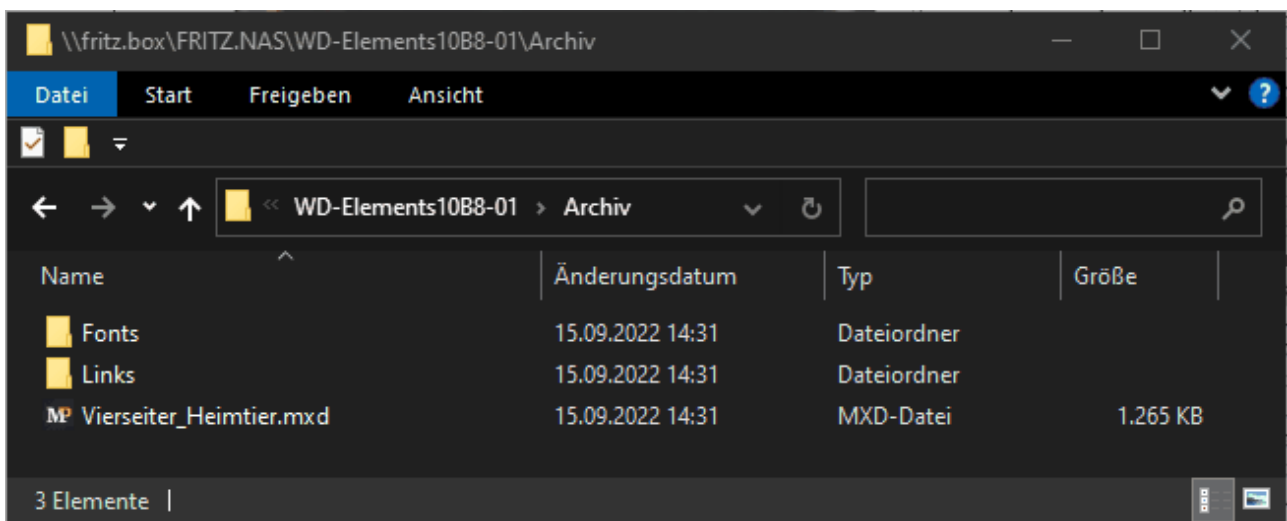 \\fritz.box\FRITZ.NAS\WD-Elements10B8-01\Archiv
Datei Start Freigeben Ansicht
« WD-Elements10B8-01 > Archiv
Name Änderungsdatum Typ Größe
Fonts 15.09.2022 14:31 Dateiordner
Links 15.09.2022 14:31 Dateiordner
MP Vierseiter_Heimtier.mxd 15.09.2022 14:31 MXD-Datei 1.265 KB
3 Elemente